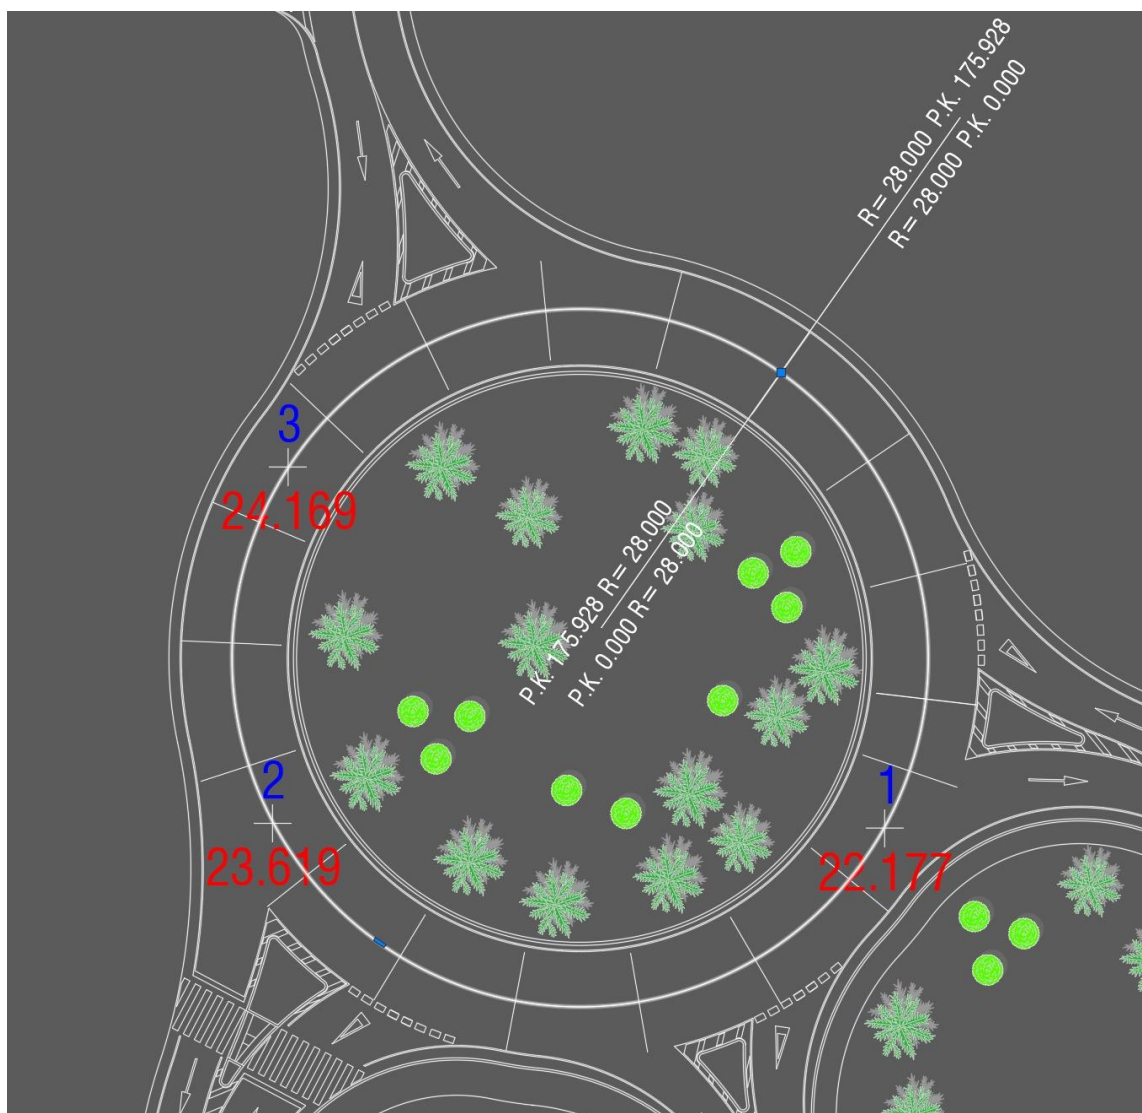 R= 28.000 P.K. 175.928
R= 28.000 P.K. 0.000
3
24.169
P.K. 175.928 R= 28.000
P.K. 0.000 R= 28.000
2
23.619
1
22.177